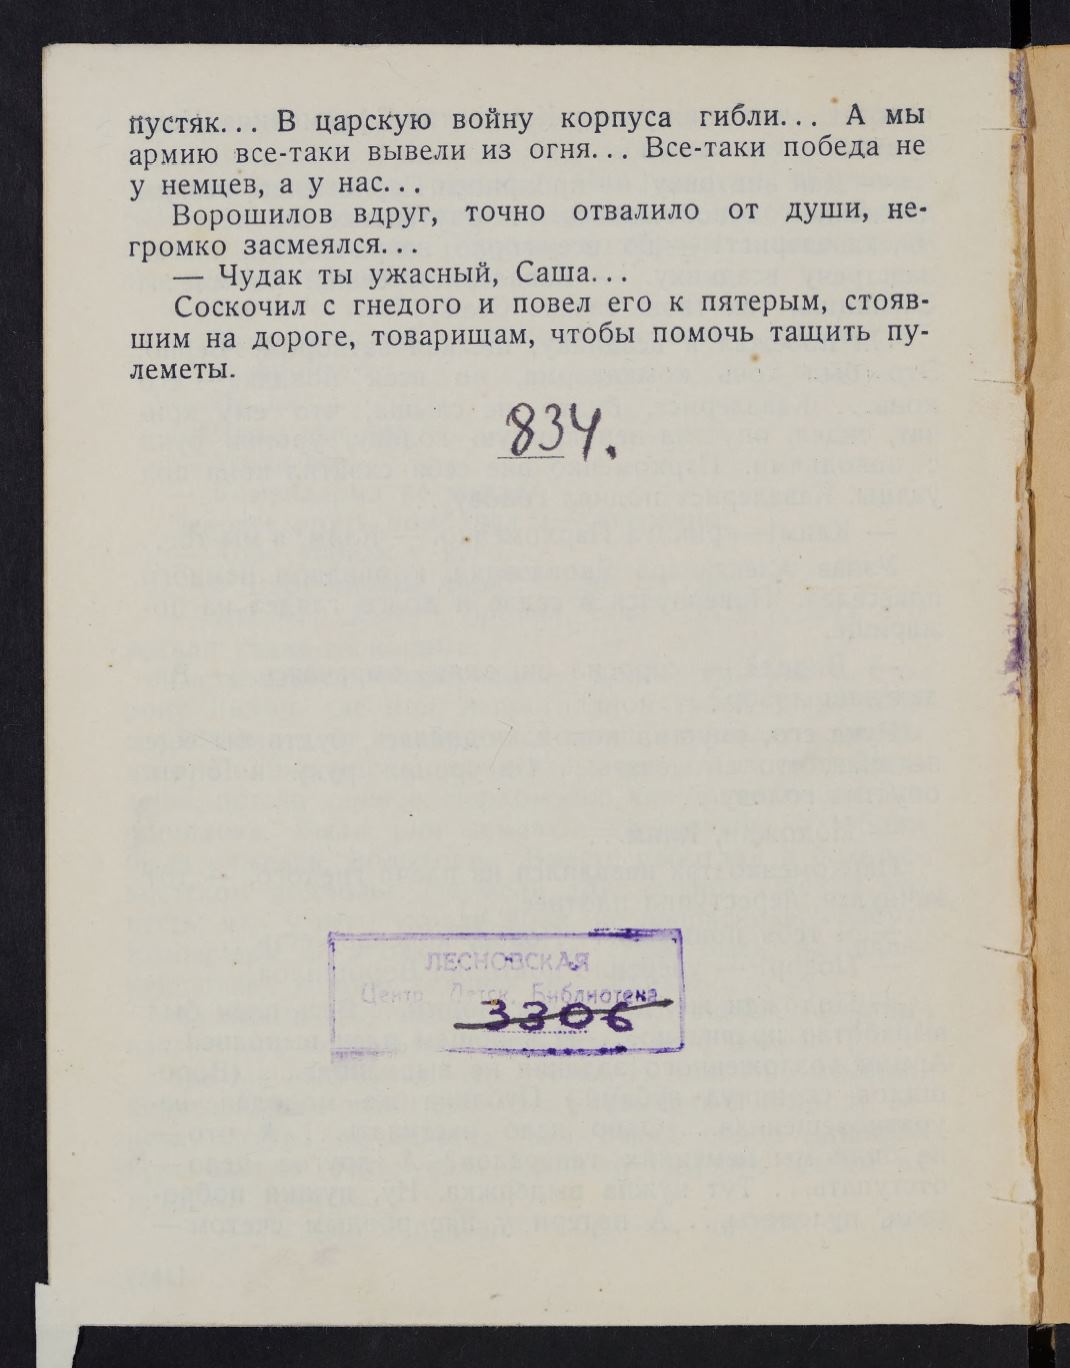 пустяк... В царскую войну корпуса гибли... А мы
армию все-таки вывели из огня... Все-таки победа не
у немцев, а у нас...
Ворошилов вдруг, точно отвалило от души, не-
громко засмеялся...
— Чудак ты ужасный, Саша...
Соскочил с гнедого и повел его к пятерым, стояв-
шим на дороге, товарищам, чтобы помочь тащить пу-
леметы.
834.
ЛЕСНОВСКАЯ
Центр. Детск. Библиотека
3306